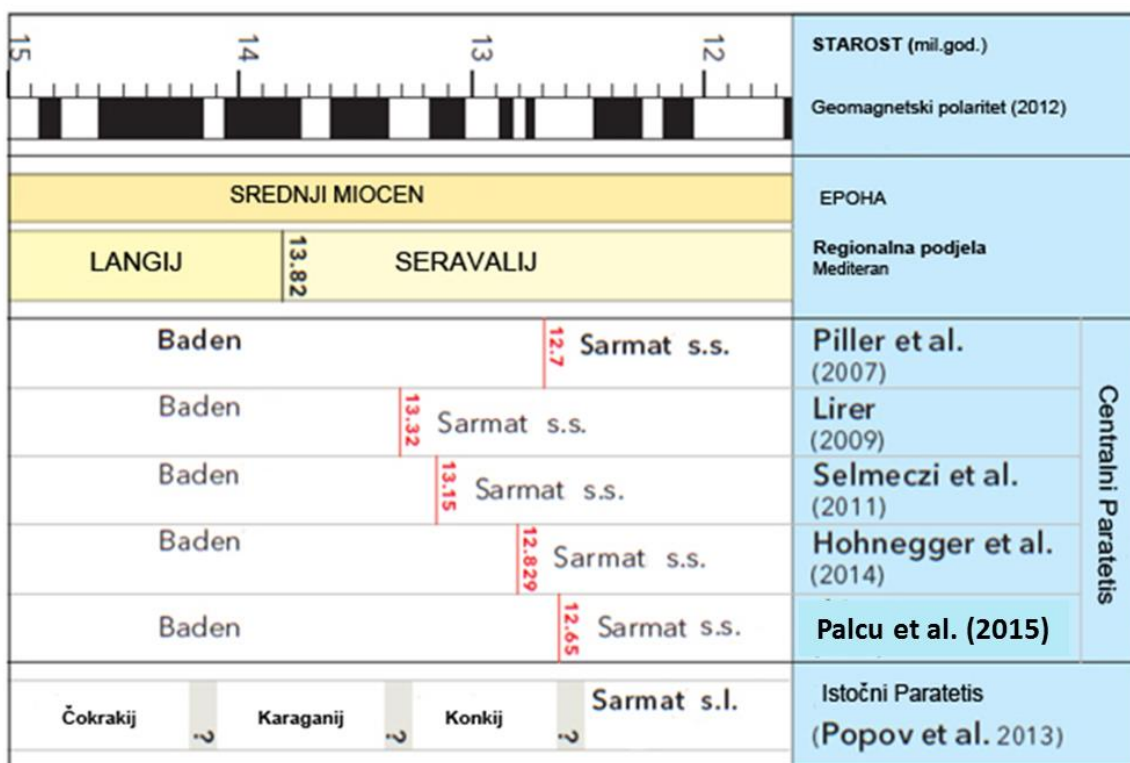 15 14 13 12
STAROST (mil.god.)
Geomagnetski polaritet (2012)
SREDNJI MIOCEN
EPOHA
LANGIJ 13.82 SERAVALIJ
Regionalna podjela
Mediteran
Baden 12.7 Sarmat s.s.
Piller et al.
(2007)
Baden 13.32 Sarmat s.s.
Lirer
(2009)
Baden 13.15 Sarmat s.s.
Selmeczi et al.
(2011)
Baden 12.829 Sarmat s.s.
Hohnegger et al.
(2014)
Baden 12.65 Sarmat s.s.
Palcu et al. (2015)
Centralni Paratetis
Čokrakij ? Karaganij ? Konkij ? Sarmat s.l.
Istočni Paratetis
(Popov et al. 2013)